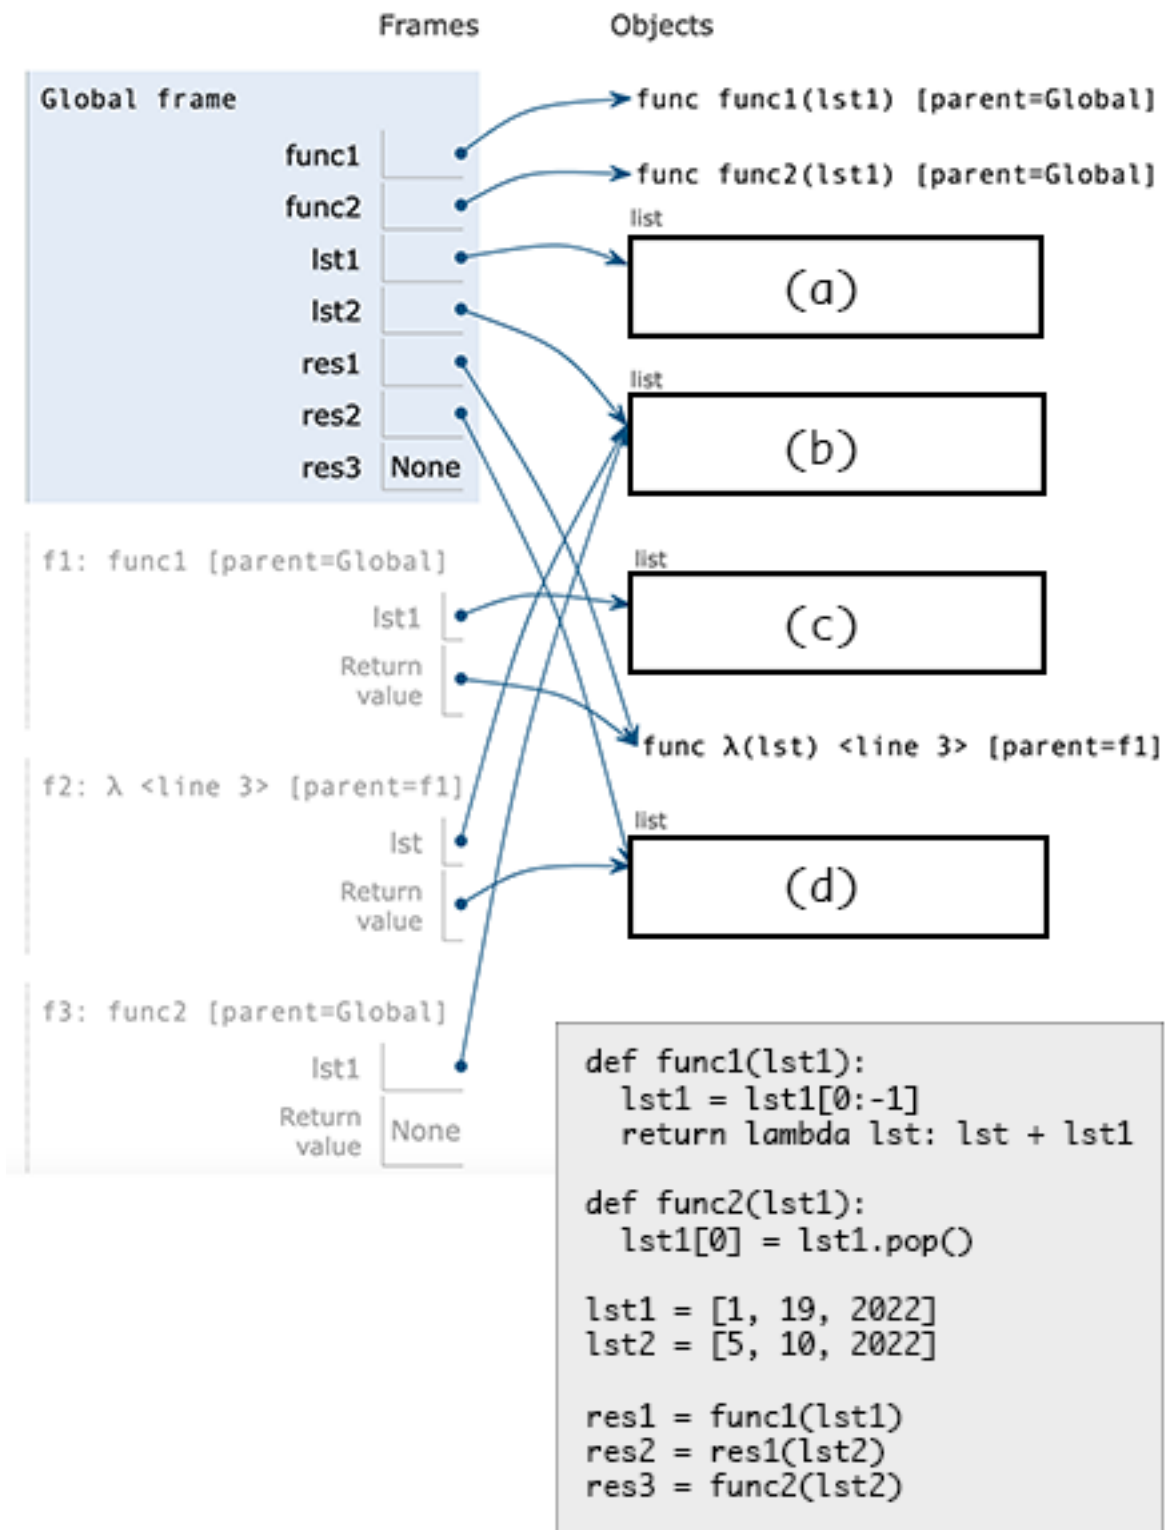 Frames Objects
Global frame
func1
func2
lst1
lst2
res1
res2
res3 None
func func1(lst1) [parent=Global]
func func2(lst1) [parent=Global]
list
(a)
list
(b)
list
(c)
func λ(lst) <line 3> [parent=f1]
list
(d)
f1: func1 [parent=Global]
lst1
Return
value
f2: λ <line 3> [parent=f1]
lst
Return
value
f3: func2 [parent=Global]
lst1
Return
value None
def func1(lst1):
  lst1 = lst1[0:-1]
  return lambda lst: lst + lst1
def func2(lst1):
  lst1[0] = lst1.pop()
lst1 = [1, 19, 2022]
lst2 = [5, 10, 2022]
res1 = func1(lst1)
res2 = res1(lst2)
res3 = func2(lst2)